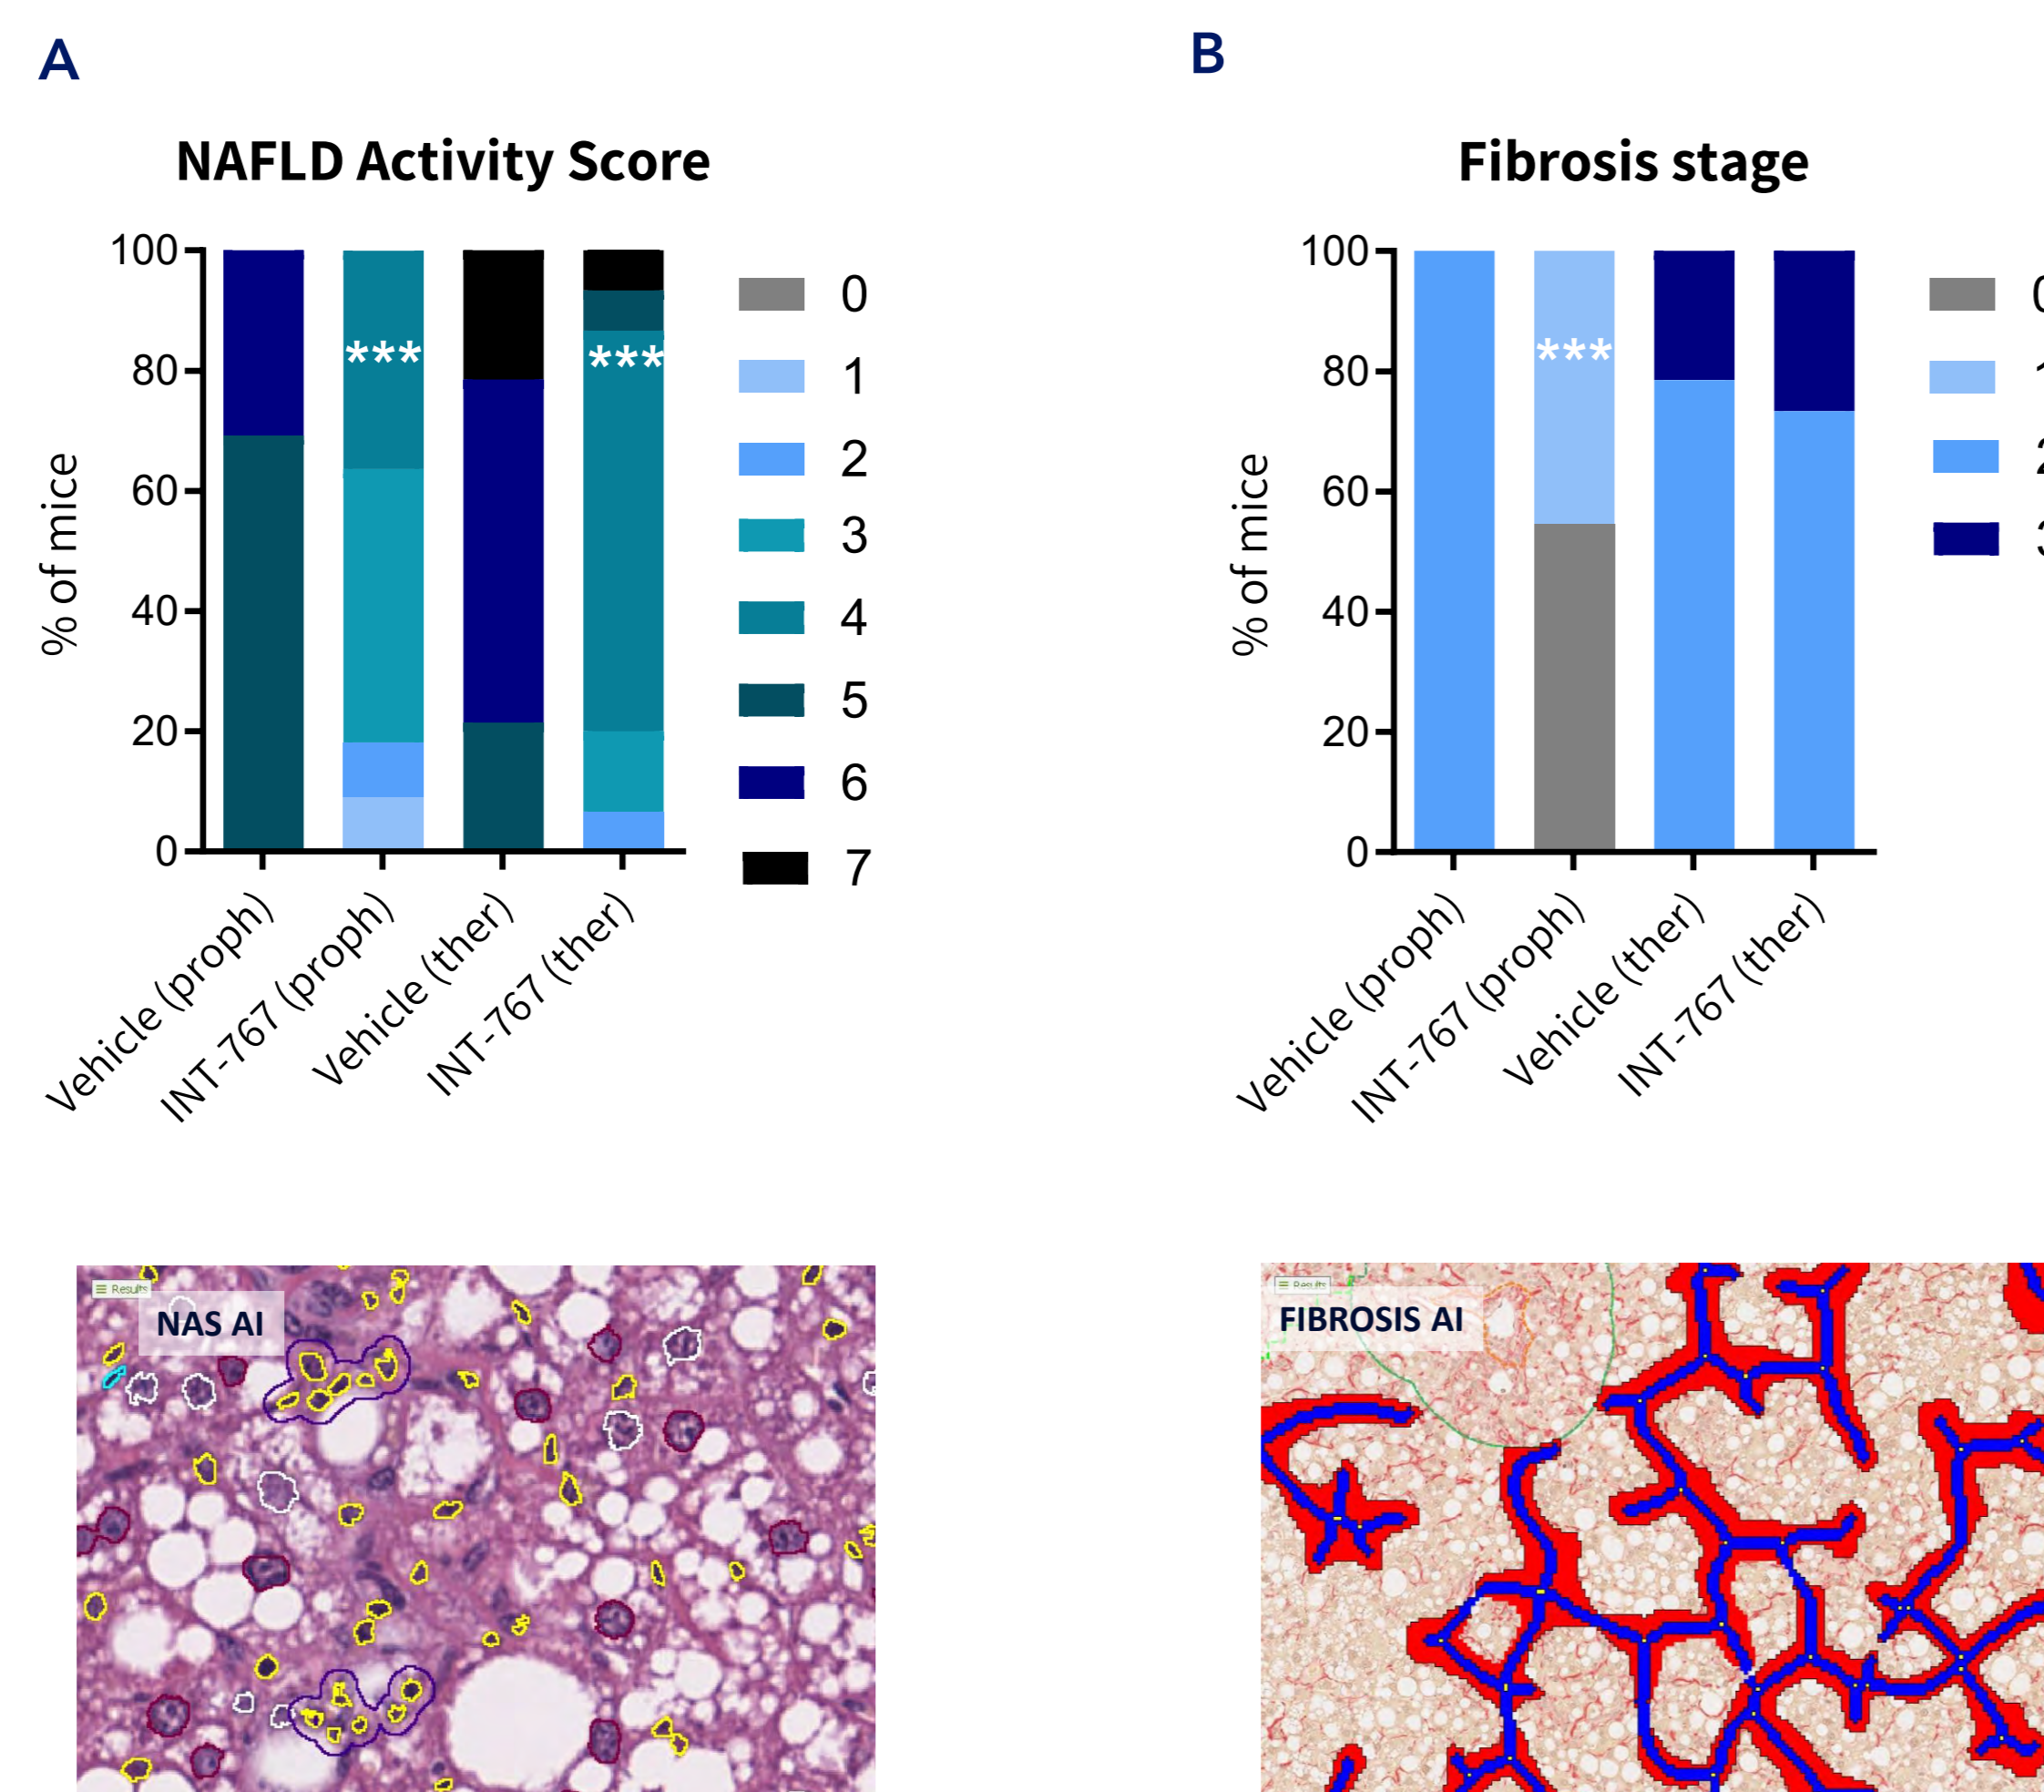 A
NAFLD Activity Score
% of mice
100
80
60
40
20
0
***
***
Vehicle (proph)
INT-767 (proph)
Vehicle (ther)
INT-767 (ther)
0
1
2
3
4
5
6
7
B
Fibrosis stage
% of mice
100
80
60
40
20
0
***
Vehicle (proph)
INT-767 (proph)
Vehicle (ther)
INT-767 (ther)
Results
NAS AI
Results
FIBROSIS AI